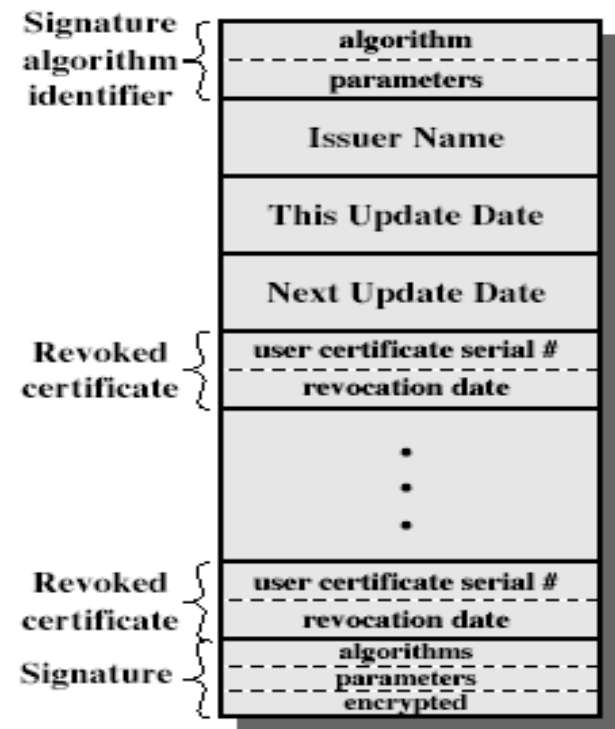 Signature
algorithm
identifier
algorithm
parameters
Issuer Name
This Update Date
Next Update Date
Revoked
certificate
user certificate serial #
revocation date
Revoked
certificate
user certificate serial #
revocation date
Signature
algorithms
parameters
encrypted